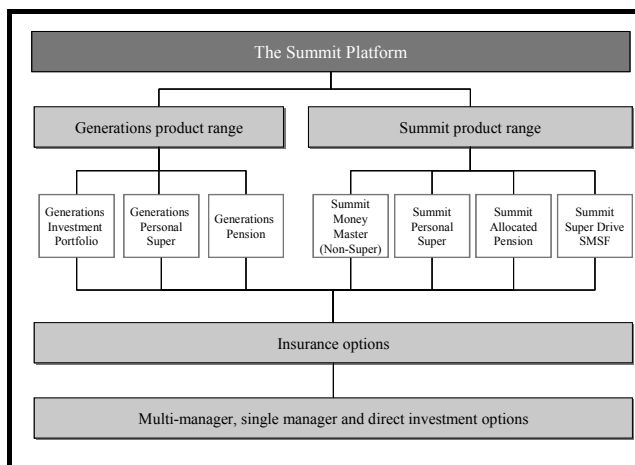 The Summit Platform
Generations product range
Summit product range
Generations
Investment
Portfolio
Generations
Personal
Super
Generations
Pension
Summit
Money
Master
(Non-Super)
Summit
Personal
Super
Summit
Allocated
Pension
Summit
Super Drive
SMSF
Insurance options
Multi-manager, single manager and direct investment options